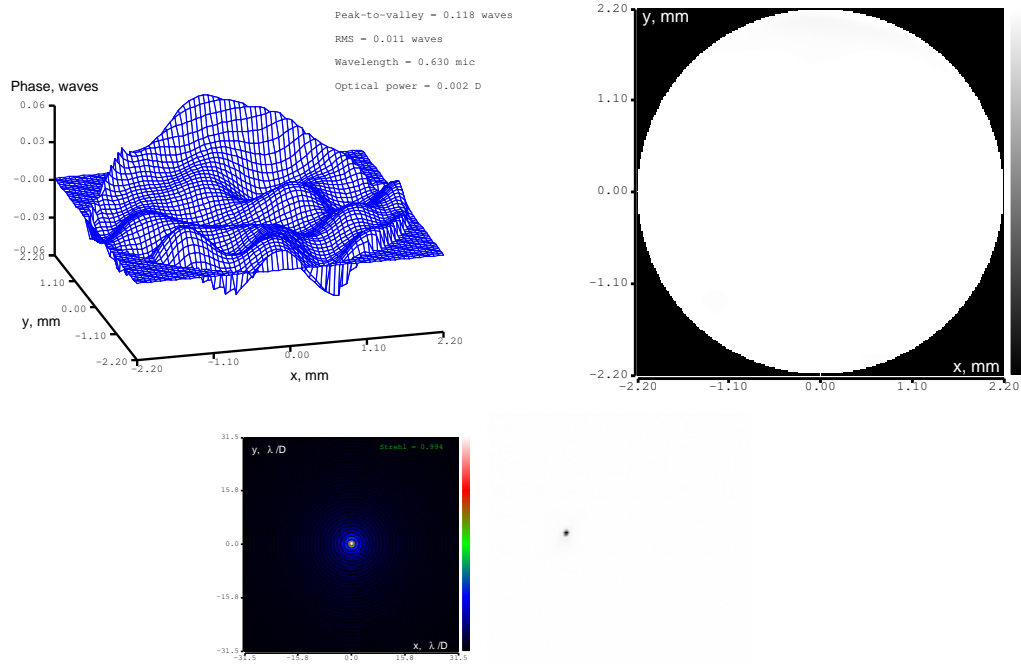 Peak-to-valley = 0.118 waves
RMS = 0.011 waves
Wavelength = 0.630 mic
Optical power = 0.002 D
Phase, waves
0.06
0.03
-0.00
-0.03
-0.06
2.20
1.10
0.00
-1.10
-2.20
y, mm
-2.20
-1.10
0.00
1.10
2.20
x, mm
2.20
y, mm
1.10
0.00
-1.10
-2.20
x, mm
-2.20
-1.10
0.00
1.10
2.20
31.5
y, λ/D
Strehl = 0.994
15.8
0.0
-15.8
-31.5
x, λ/D
-31.5
-15.8
0.0
15.8
31.5